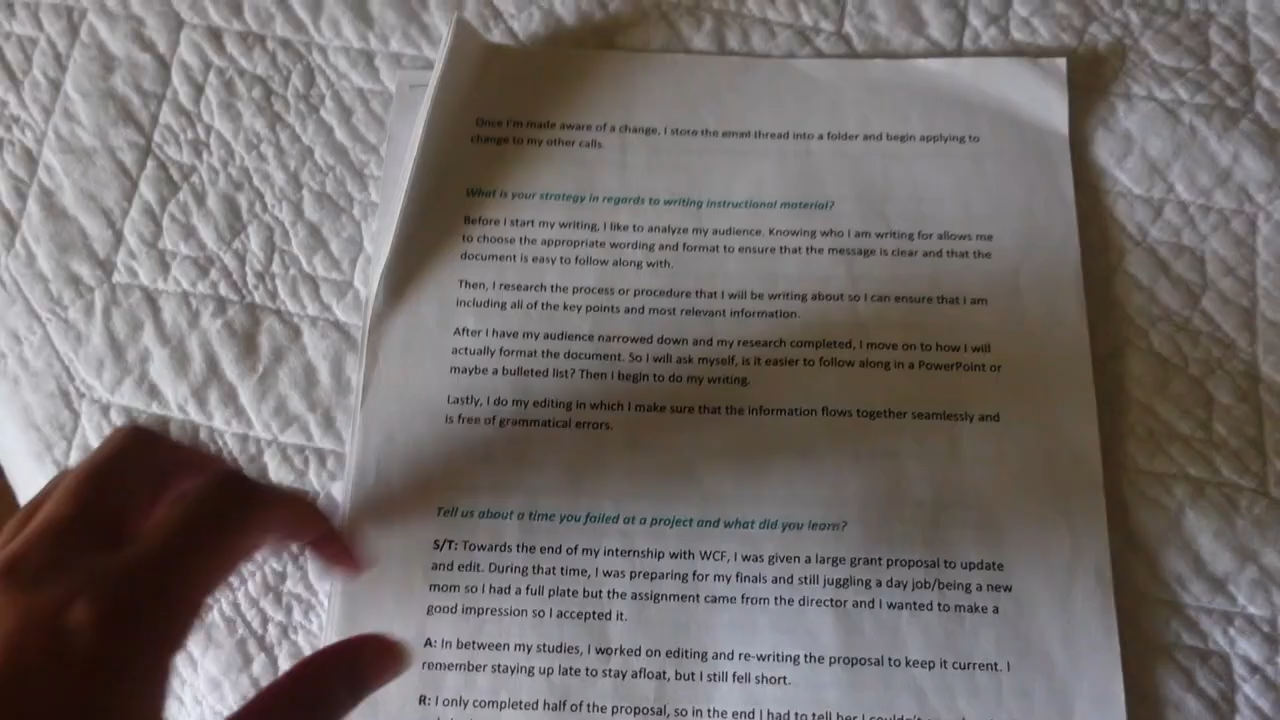 Once I'm made aware of a change, I store the email thread into a folder and begin applying to
change to my other calls.
What is your strategy in regards to writing instructional material?
Before I start my writing, I like to analyze my audience. Knowing who I am writing for allows me
to choose the appropriate wording and format to ensure that the message is clear and that the
document is easy to follow along with.
Then, I research the process or procedure that I will be writing about so I can ensure that I am
including all of the key points and most relevant information.
After I have my audience narrowed down and my research completed, I move on to how I will
actually format the document. So I will ask myself, is it easier to follow along in a PowerPoint or
maybe a bulleted list? Then I begin to do my writing.
Lastly, I do my editing in which I make sure that the information flows together seamlessly and
is free of grammatical errors.
Tell us about a time you failed at a project and what did you learn?
S/T: Towards the end of my internship with WCF, I was given a large grant proposal to update
and edit. During that time, I was preparing for my finals and still juggling a day job/being a new
mom so I had a full plate but the assignment came from the director and I wanted to make a
good impression so I accepted it.
A: In between my studies, I worked on editing and re-writing the proposal to keep it current. I
remember staying up late to stay afloat, but I still fell short.
R: I only completed half of the proposal, so in the end I had to tell her I couldn't